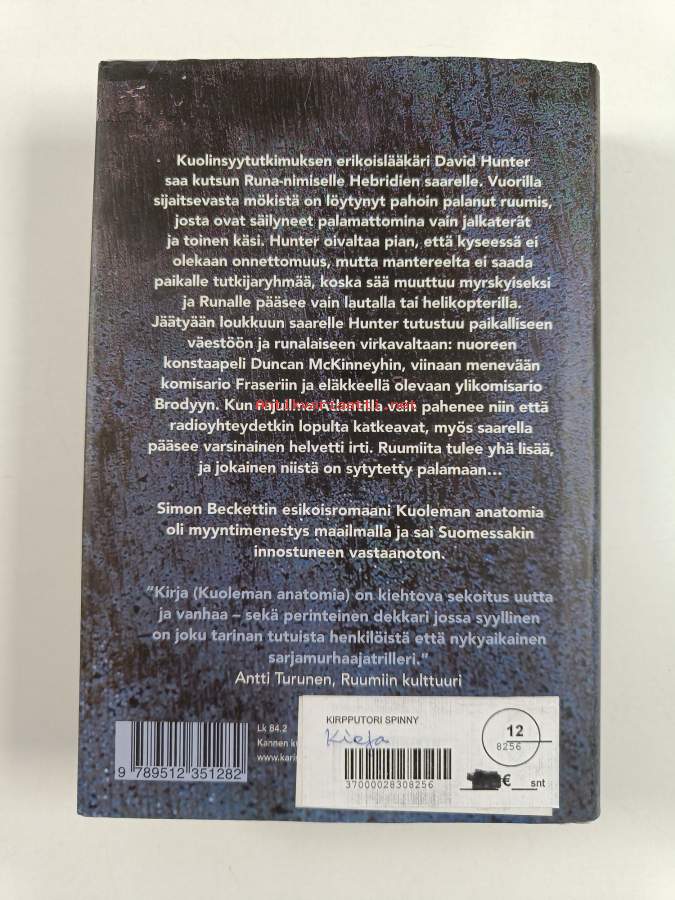 Kuolinsyytutkimuksen erikoislääkäri David Hunter
saa kutsun Runa-nimiselle Hebridien saarelle. Vuorilla
sijaitsevasta mökistä on löytynyt pahoin palanut ruumis,
josta ovat säilyneet palamattomina vain jalkaterät
ja toinen käsi. Hunter oivaltaa pian, että kyseessä ei
olekaan onnettomuus, mutta mantereelta ei saada
paikalle tutkijaryhmää, koska sää muuttuu myrskyiseksi
ja Runalle pääsee vain lautalla tai helikopterilla.
Jäätyään loukkuun saarelle Hunter tutustuu paikalliseen
väestöön ja runalaiseen virkavaltaan: nuoreen
konstaapeli Duncan McKinneyhin, viinaan menevään
komisario Fraseriin ja eläkkeellä olevaan ylikomisario
Brodyyn. Kun rajuilma Atlantilla vain pahenee niin että
radioyhteydetkin lopulta katkeavat, myös saarella
pääsee varsinainen helvetti irti. Ruumiita tulee yhä lisää,
ja jokainen niistä on sytytetty palamaan...
Simon Beckettin esikoisromaani Kuoleman anatomia
oli myyntimenestys maailmalla ja sai Suomessakin
innostuneen vastaanoton.
"Kirja (Kuoleman anatomia) on kiehtova sekoitus uutta
ja vanhaa – sekä perinteinen dekkari jossa syyllinen
on joku tarinan tutuista henkilöistä että nykyaikainen
sarjamurhaajatrilleri."
Antti Turunen, Ruumiin kulttuuri
Lk 84.2
Kannen
9 789512 351282
KIRPPUTORI SPINNY
Kirja
37000028308256
12
8256
€ snt